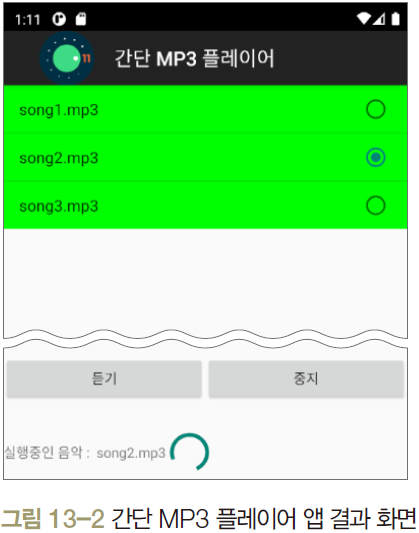 1:11
11
간단 MP3 플레이어
song1.mp3
song2.mp3
song3.mp3
듣기 중지
실행중인 음악 : song2.mp3
그림 13-2 간단 MP3 플레이어 앱 결과 화면